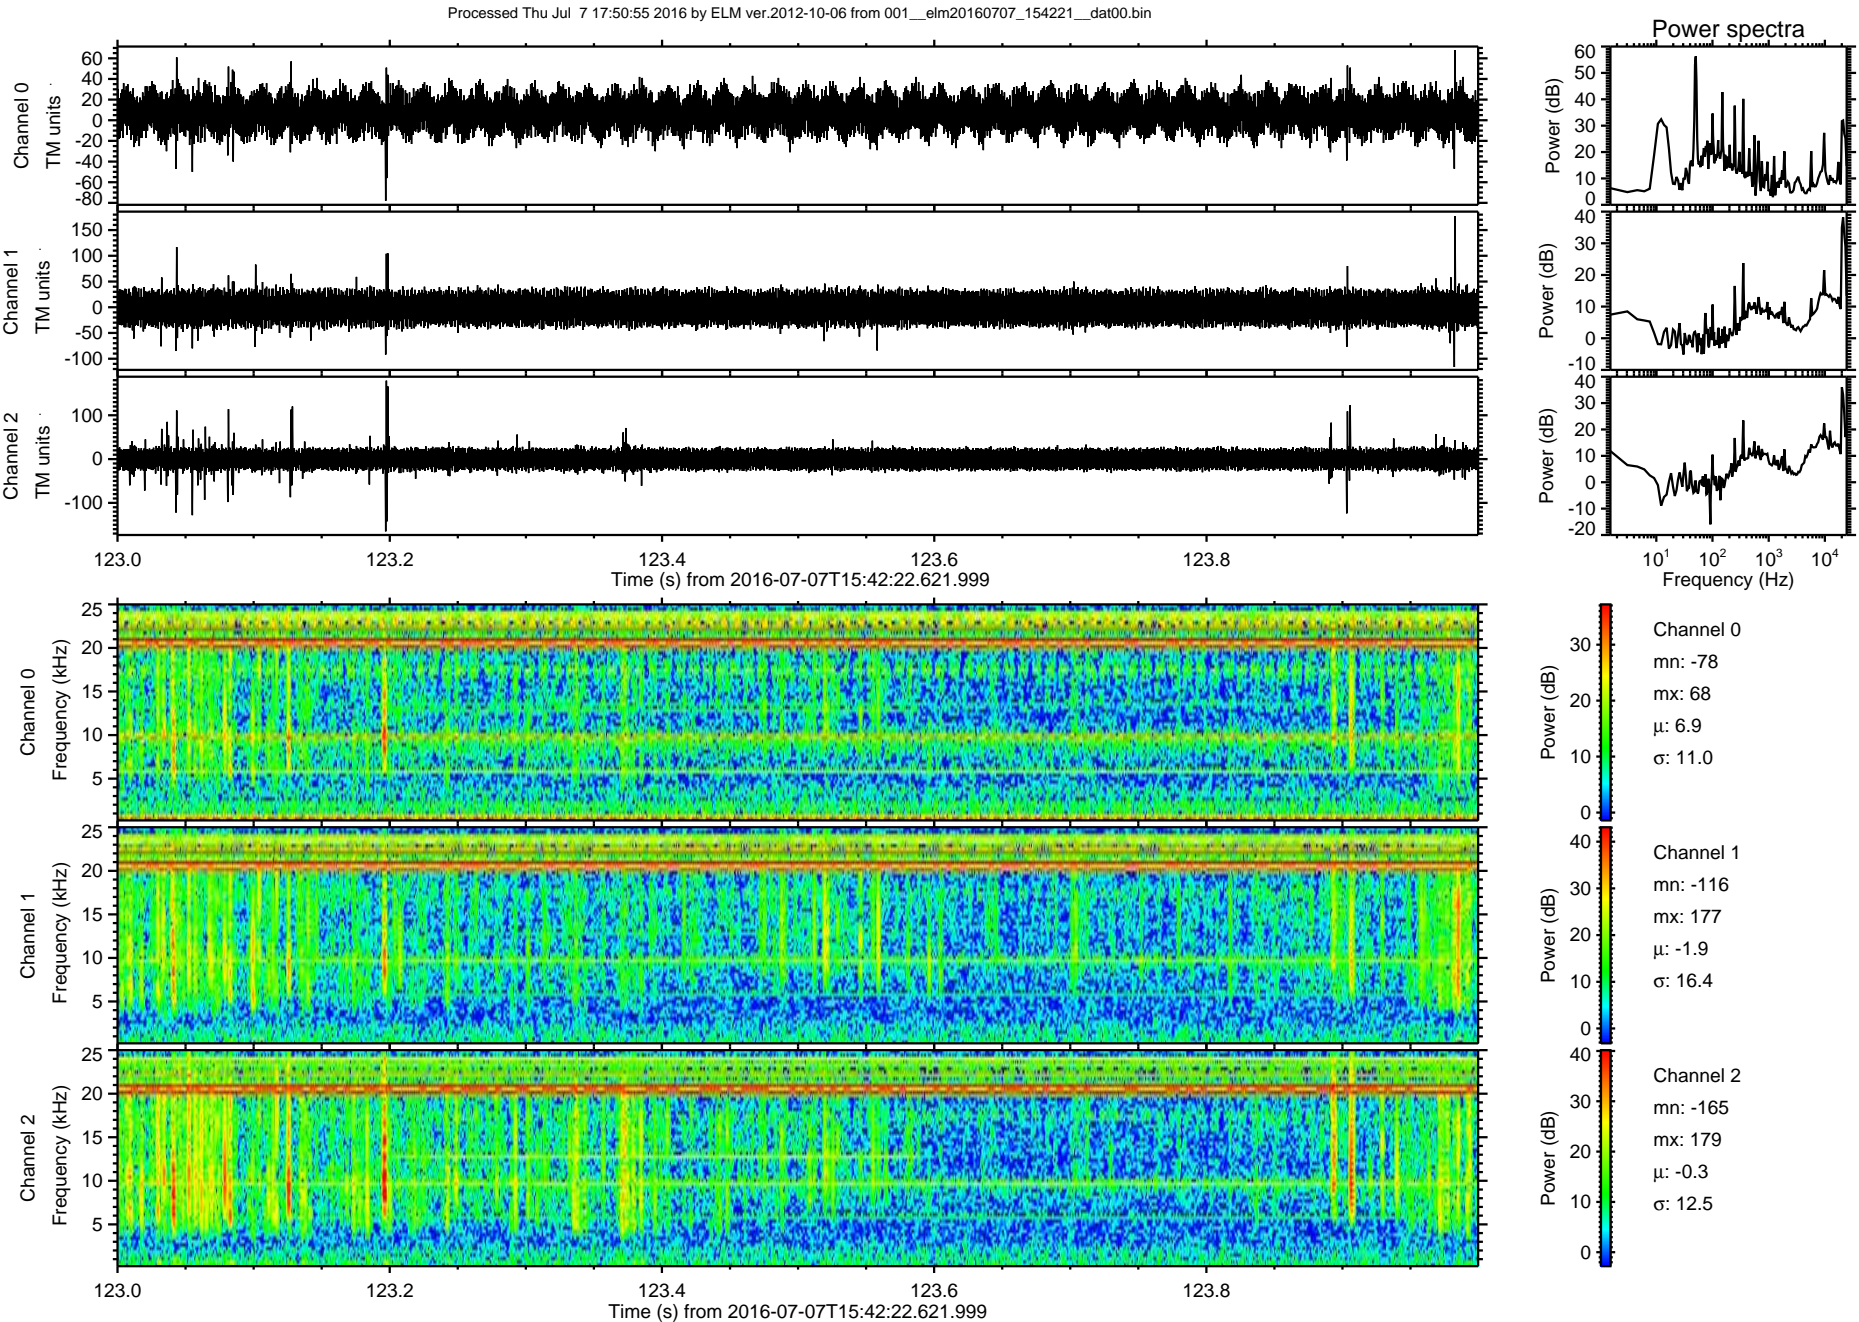 Processed Thu Jul  7 17:50:55 2016 by ELM ver.2012-10-06 from 001__elm20160707_154221__dat00.bin
Power spectra
Channel 0
TM units
60
40
20
0
-20
-40
-60
-80
Power (dB)
60
50
40
30
20
10
0
Channel 1
TM units
150
100
50
0
-50
-100
Power (dB)
40
30
20
10
0
-10
Channel 2
TM units
100
0
-100
Power (dB)
40
30
20
10
0
-10
-20
123.0 123.2 123.4 123.6 123.8
Time (s) from 2016-07-07T15:42:22.621.999
10¹ 10² 10³ 10⁴
Frequency (Hz)
Channel 0
Frequency (kHz)
25
20
15
10
5
Power (dB)
30
20
10
0
Channel 0
mn: -78
mx: 68
µ: 6.9
σ: 11.0
Channel 1
Frequency (kHz)
25
20
15
10
5
Power (dB)
40
30
20
10
0
Channel 1
mn: -116
mx: 177
µ: -1.9
σ: 16.4
Channel 2
Frequency (kHz)
25
20
15
10
5
Power (dB)
40
30
20
10
0
Channel 2
mn: -165
mx: 179
µ: -0.3
σ: 12.5
123.0 123.2 123.4 123.6 123.8
Time (s) from 2016-07-07T15:42:22.621.999